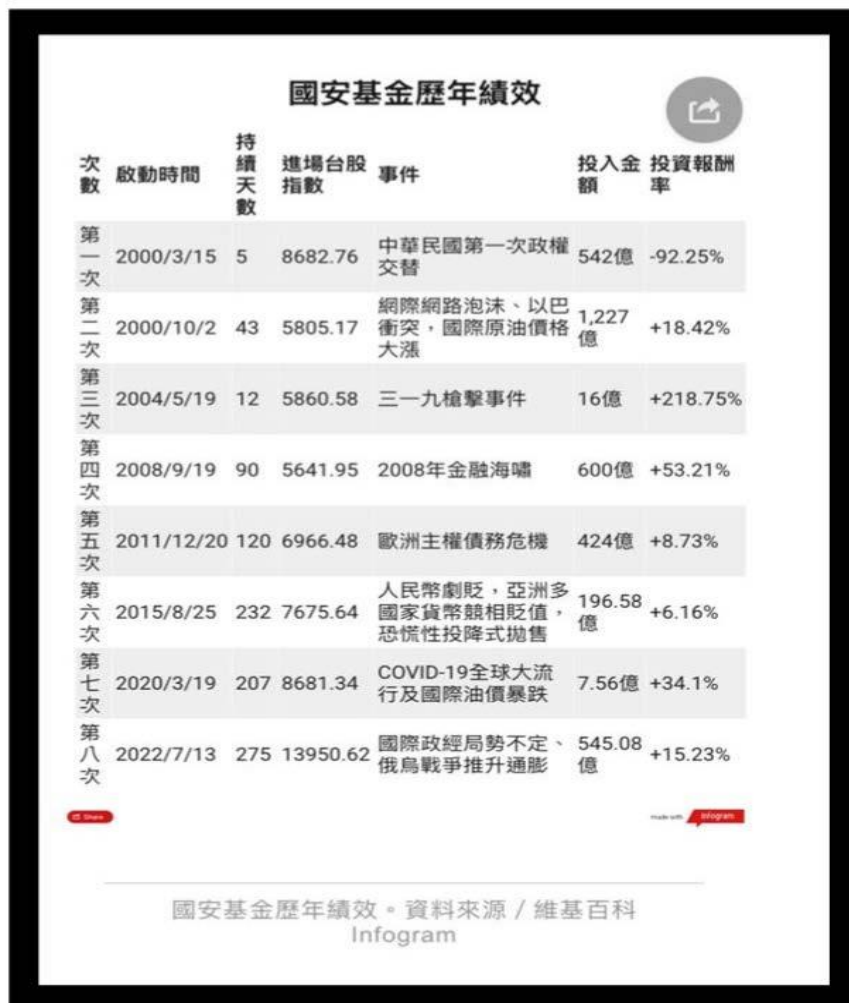 國安基金歷年績效
次數 啟動時間 持續天數 進場台股指數 事件 投入金額 投資報酬率
第一次 2000/3/15 5 8682.76 中華民國第一次政權交替 542億 -92.25%
第二次 2000/10/2 43 5805.17 網際網路泡沫、以巴衝突，國際原油價格大漲 1,227億 +18.42%
第三次 2004/5/19 12 5860.58 三一九槍擊事件 16億 +218.75%
第四次 2008/9/19 90 5641.95 2008年金融海嘯 600億 +53.21%
第五次 2011/12/20 120 6966.48 歐洲主權債務危機 424億 +8.73%
第六次 2015/8/25 232 7675.64 人民幣劇貶，亞洲多國家貨幣競相貶值，恐慌性投降式拋售 196.58億 +6.16%
第七次 2020/3/19 207 8681.34 COVID-19全球大流行及國際油價暴跌 7.56億 +34.1%
第八次 2022/7/13 275 13950.62 國際政經局勢不定、俄烏戰爭推升通膨 545.08億 +15.23%
Share
made with infogram
國安基金歷年績效。資料來源 / 維基百科
Infogram